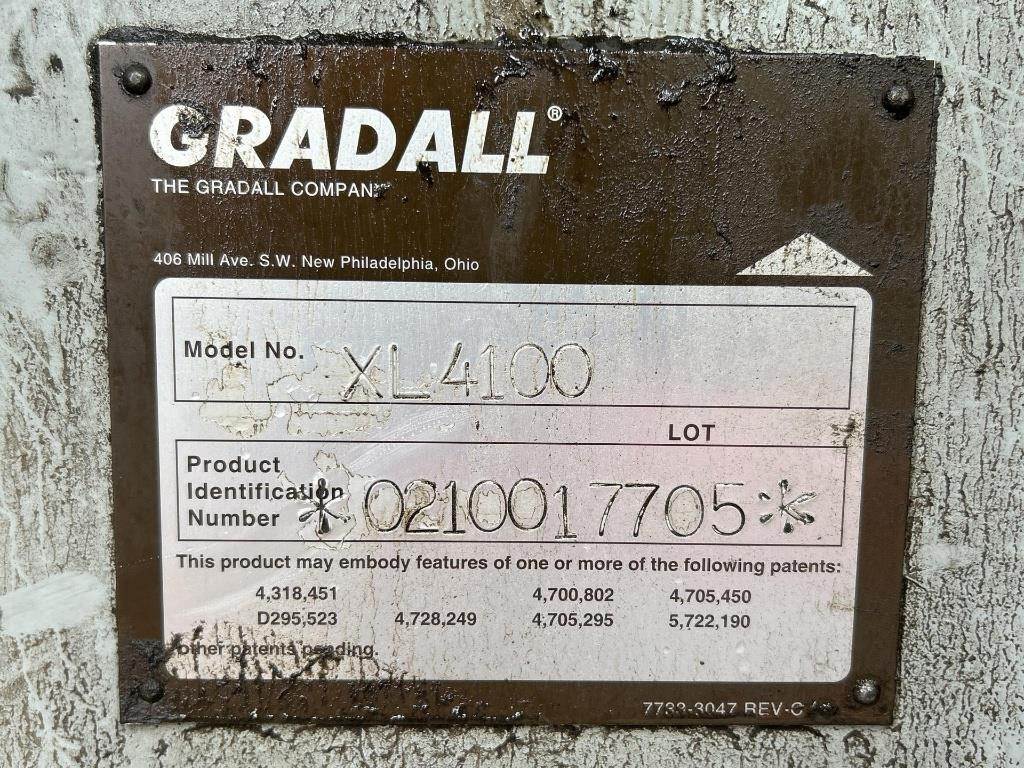 GRADALL®
THE GRADALL COMPANY
406 Mill Ave. S.W. New Philadelphia, Ohio
Model No. XL4100
LOT
Product
Identification
Number *0210017705*
This product may embody features of one or more of the following patents:
4,318,451 4,700,802 4,705,450
D295,523 4,728,249 4,705,295 5,722,190
other patents pending.
7733-3047 REV-C